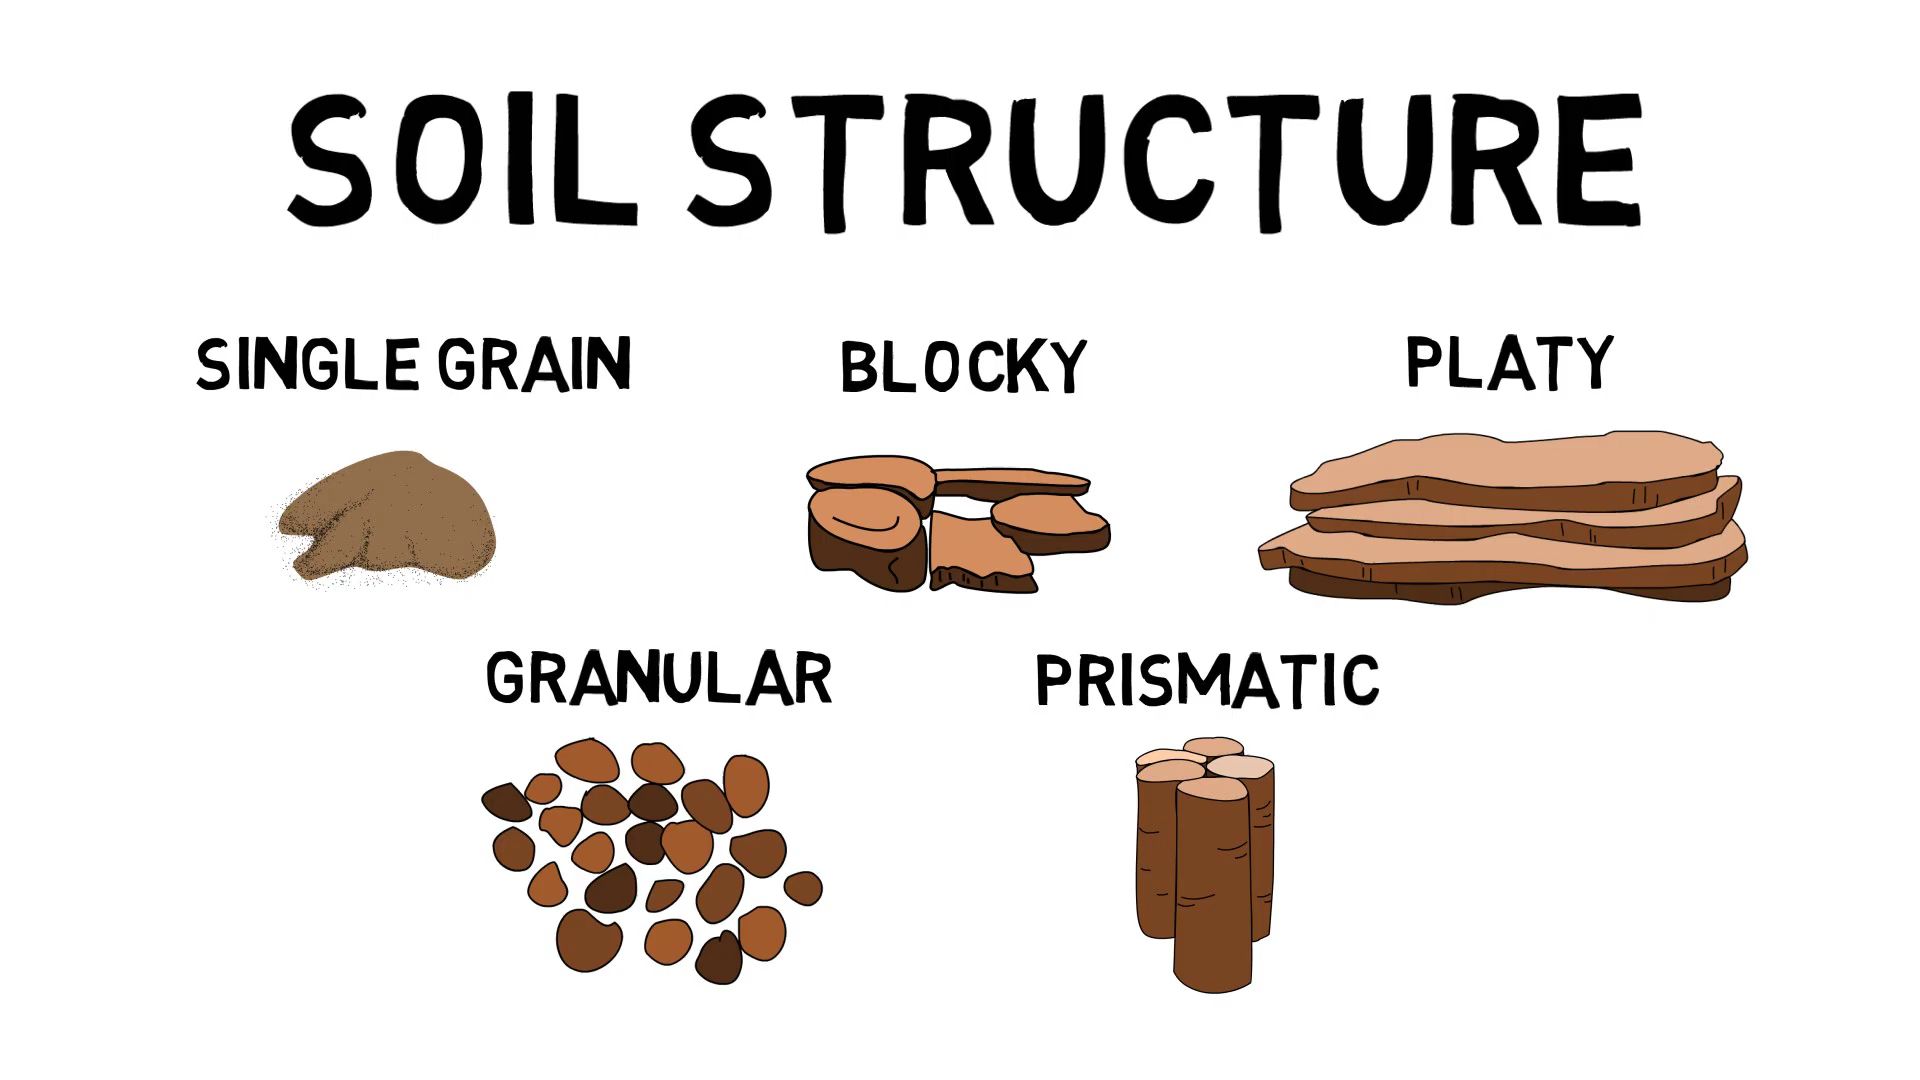 SOIL STRUCTURE
SINGLE GRAIN
BLOCKY
PLATY
GRANULAR
PRISMATIC